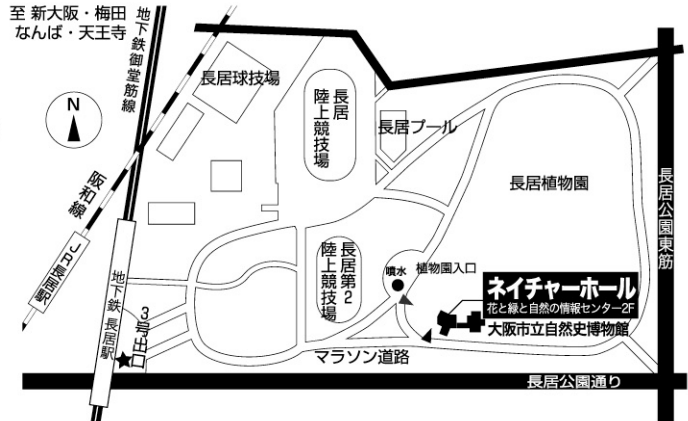 至 新大阪・梅田
なんば・天王寺
地下鉄御堂筋線
N
長居球技場
長居
陸上競技場
長居プール
長居植物園
長居公園東筋
阪和線
JR長居駅
地下鉄 長居駅
3号出口
長居第2
陸上競技場
噴水
植物園入口
ネイチャーホール
花と緑と自然の情報センター2F
大阪市立自然史博物館
マラソン道路
長居公園通り